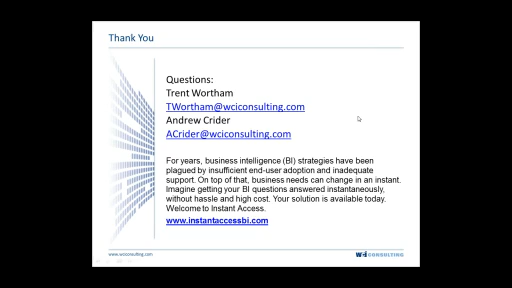 Thank You
Questions:
Trent Wortham
TWortham@wciconsulting.com
Andrew Crider
ACrider@wciconsulting.com
For years, business intelligence (BI) strategies have been
plagued by insufficient end-user adoption and inadequate
support. On top of that, business needs can change in an instant.
Imagine getting your BI questions answered instantaneously,
without hassle and high cost. Your solution is available today.
Welcome to Instant Access.
www.instantaccessbi.com
www.wciconsulting.com
WCI CONSULTING